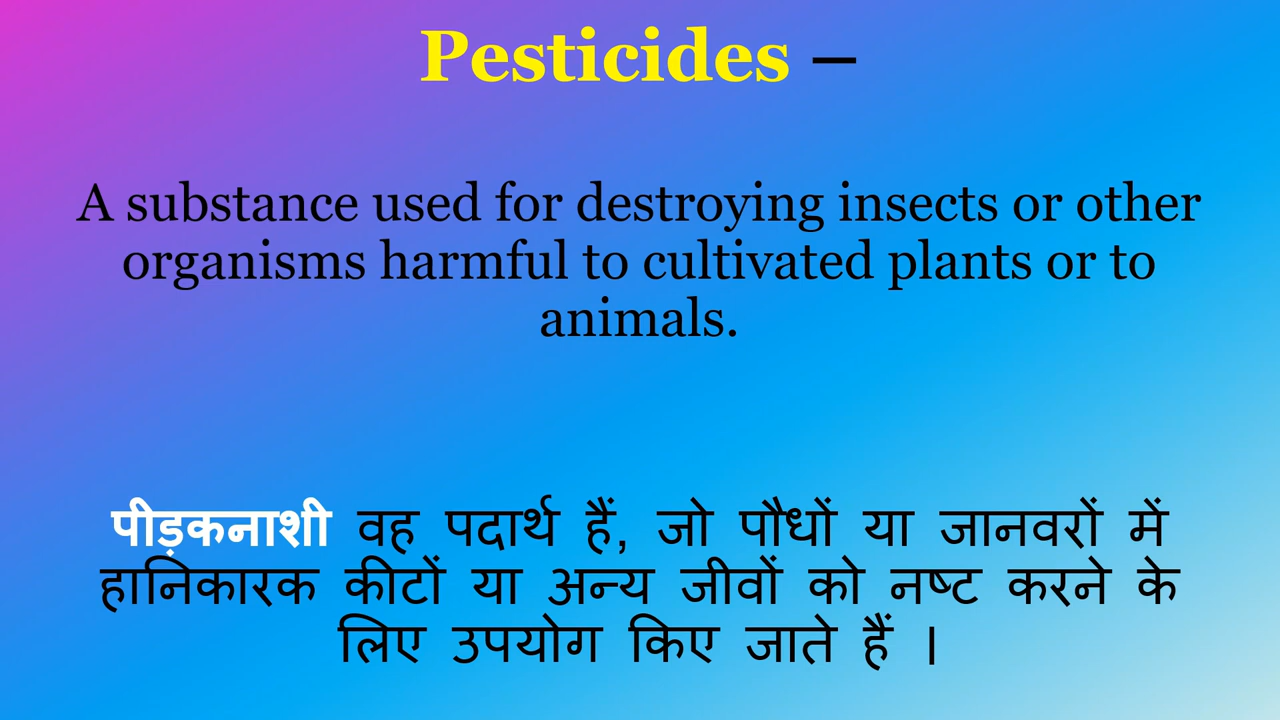 Pesticides –
A substance used for destroying insects or other
organisms harmful to cultivated plants or to
animals.
पीड़कनाशी वह पदार्थ हैं, जो पौधों या जानवरों में
हानिकारक कीटों या अन्य जीवों को नष्ट करने के
लिए उपयोग किए जाते हैं ।